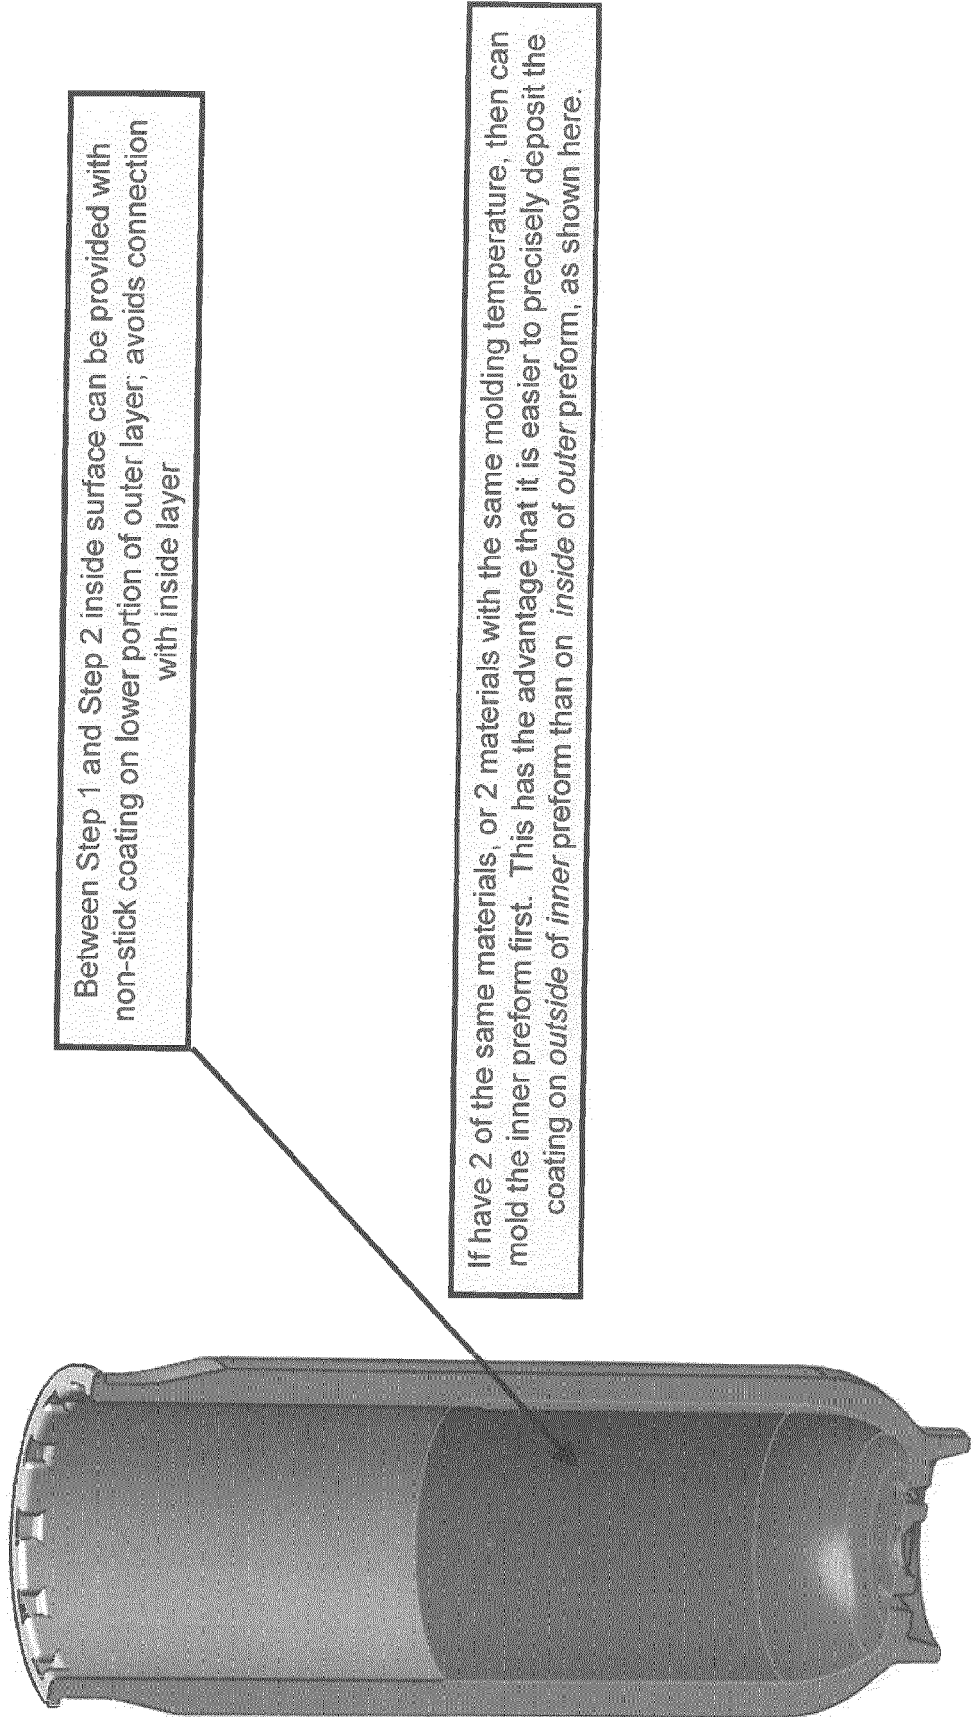 Between Step 1 and Step 2 inside surface can be provided with
non-stick coating on lower portion of outer layer; avoids connection
with inside layer
If have 2 of the same materials, or 2 materials with the same molding temperature, then can
mold the inner preform first. This has the advantage that it is easier to precisely deposit the
coating on outside of inner preform than on inside of outer preform, as shown here.